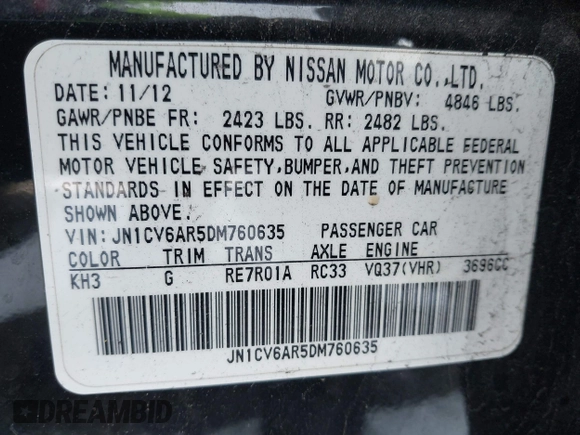 MANUFACTURED BY NISSAN MOTOR CO.,LTD.
DATE: 11/12 GVWR/PNBV: 4846 LBS.
GAWR/PNBE FR: 2423 LBS. RR: 2482 LBS.
THIS VEHICLE CONFORMS TO ALL APPLICABLE FEDERAL
MOTOR VEHICLE SAFETY,BUMPER,AND THEFT PREVENTION
STANDARDS IN EFFECT ON THE DATE OF MANUFACTURE
SHOWN ABOVE.
VIN: JN1CV6AR5DM760635 PASSENGER CAR
COLOR TRIM TRANS AXLE ENGINE
KH3 G RE7R01A RC33 VQ37(VHR) 3696CC
JN1CV6AR5DM760635
DREAMBID